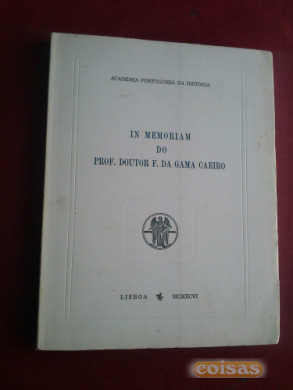 ACADEMIA PORTUGUESA DA HISTÓRIA
IN MEMORIAM
DO
PROF. DOUTOR F. DA GAMA CAEIRO
LISBOA MCMXCVI
coisas